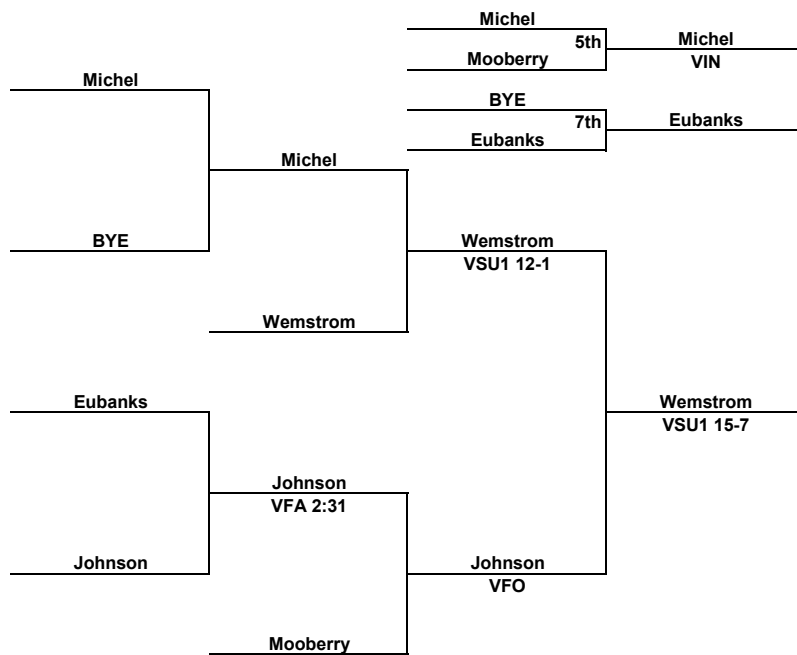 Michel
5th
Michel
Mooberry
VIN
Michel
BYE
7th
Eubanks
Eubanks
Michel
BYE
Wemstrom
VSU1 12-1
Wemstrom
Eubanks
Wemstrom
VSU1 15-7
Johnson
VFA 2:31
Johnson
Johnson
VFO
Mooberry